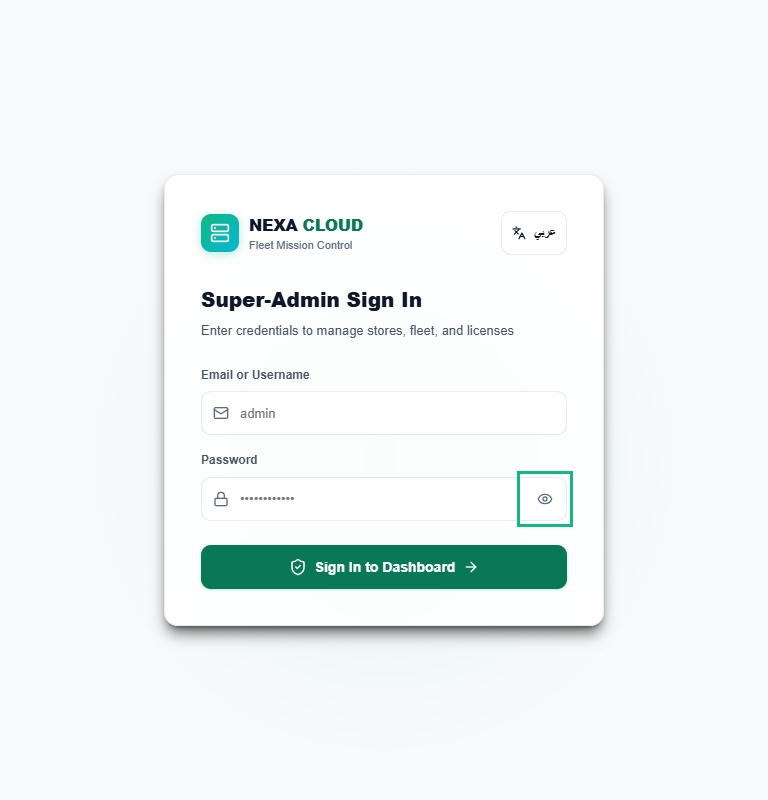 NEXA CLOUD
Fleet Mission Control
عربي
Super-Admin Sign In
Enter credentials to manage stores, fleet, and licenses
Email or Username
admin
Password
••••••••••••
Sign In to Dashboard